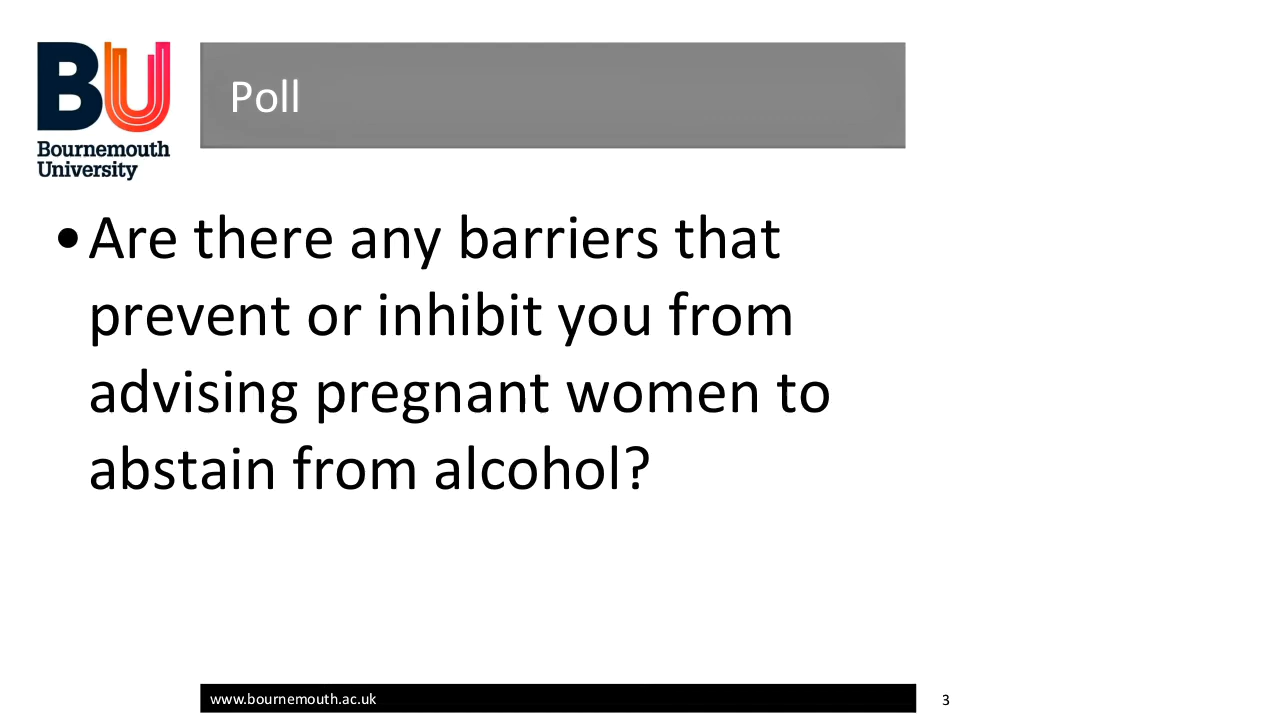 BU
Bournemouth
University
Poll
•Are there any barriers that
prevent or inhibit you from
advising pregnant women to
abstain from alcohol?
www.bournemouth.ac.uk
3